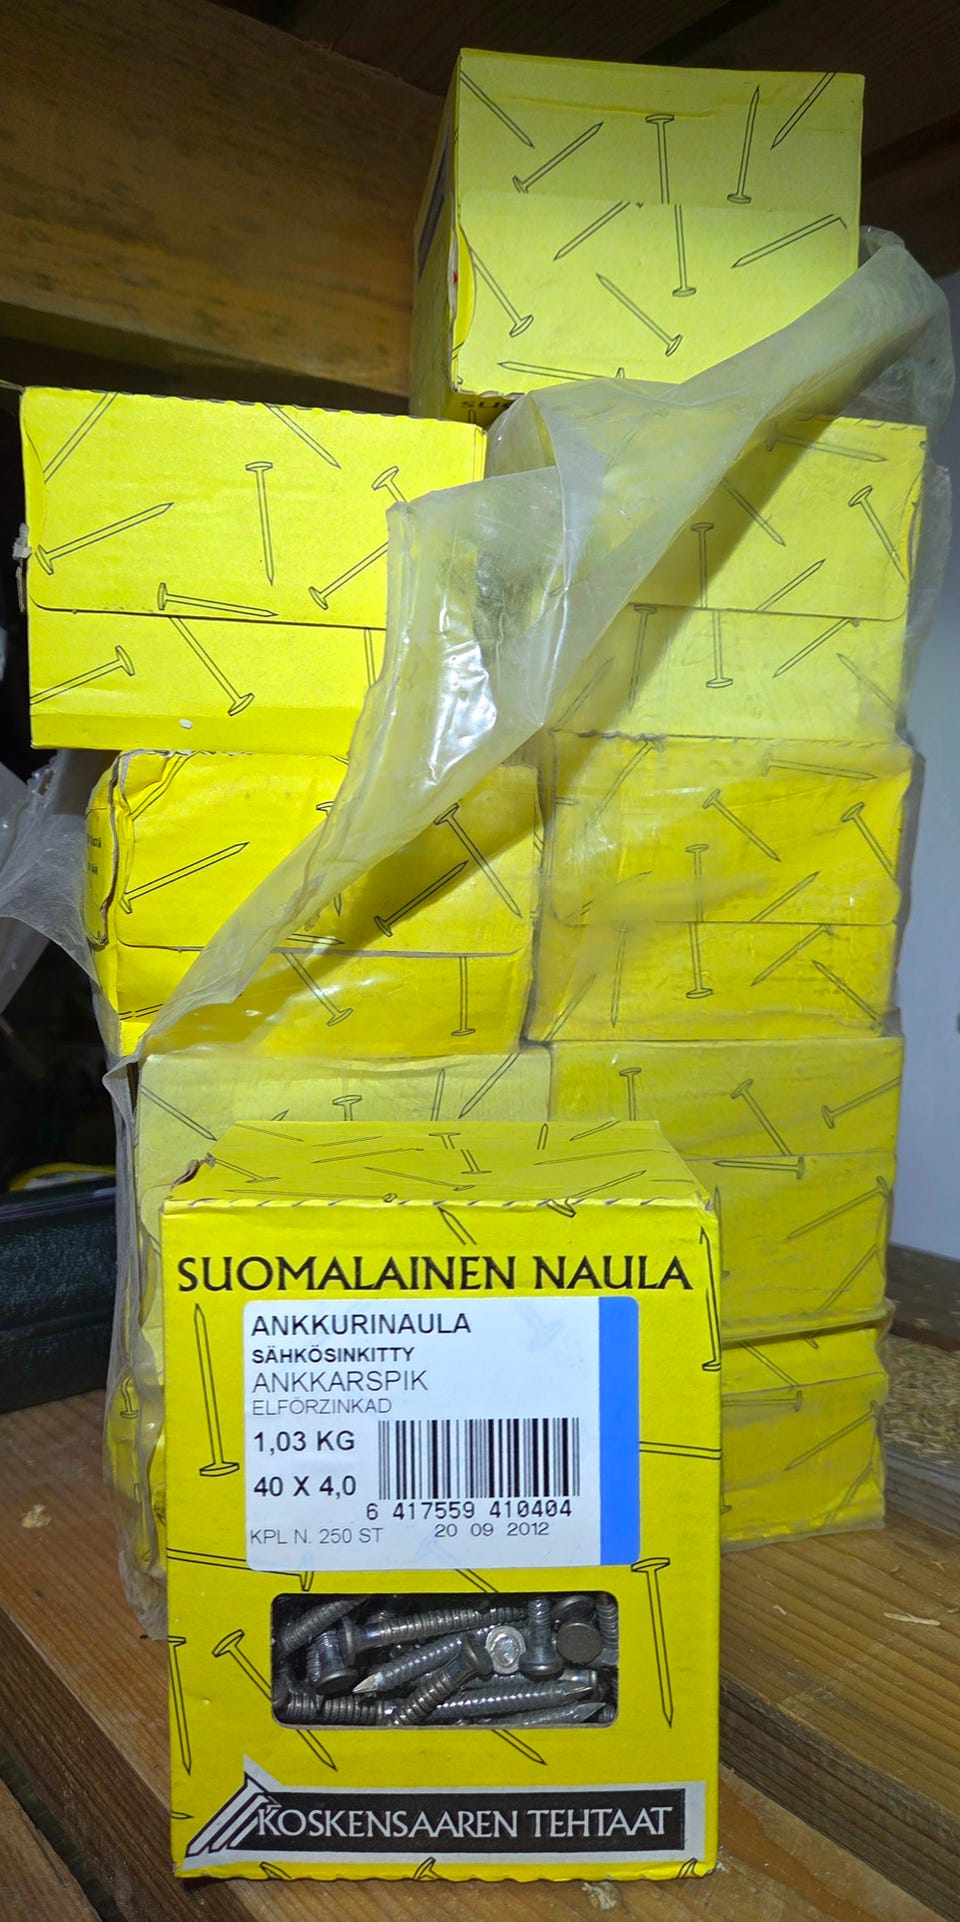 SUOMALAINEN NAULA
ANKKURINAULA
SÄHKÖSINKITTY
ANKKARSPIK
ELFÖRZINKAD
1,03 KG
40 X 4,0
6 417559 410404
KPL N. 250 ST
20 09 2012
KOSKENSAAREN TEHTAAT